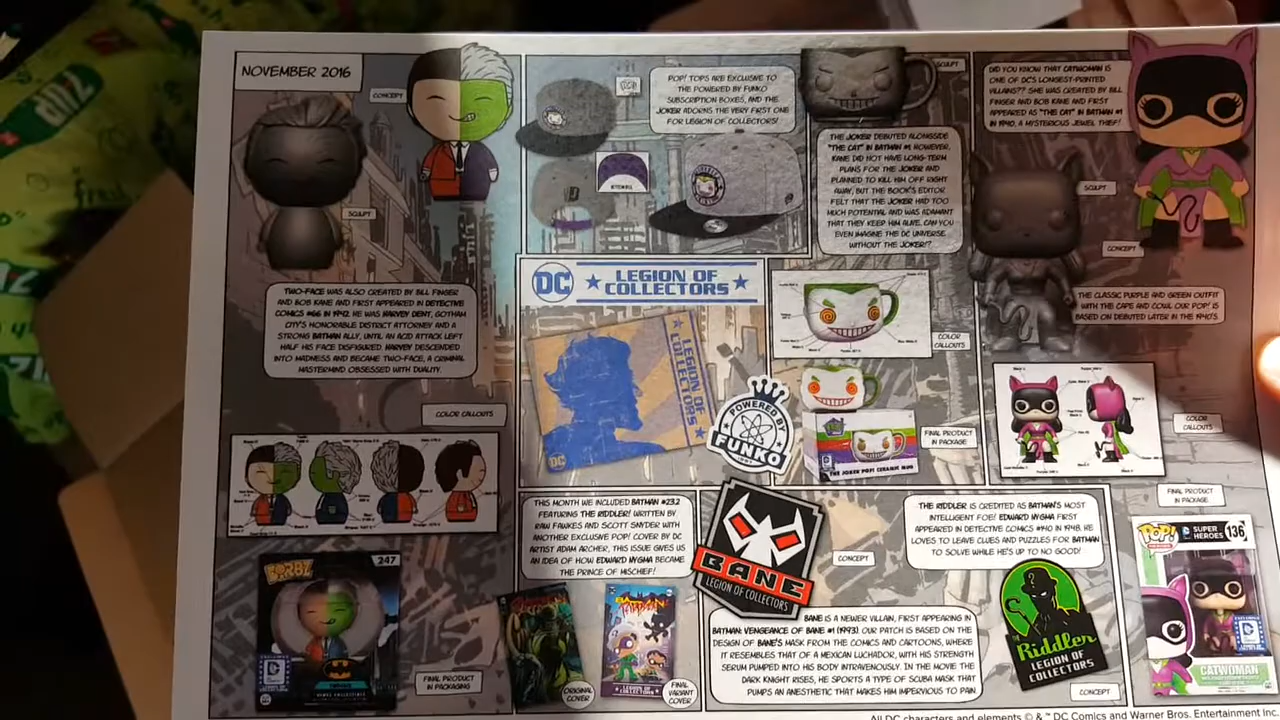 NOVEMBER 2016
CONCEPT
SCULPT
TWO-FACE WAS ALSO CREATED BY BILL FINGER
AND BOB KANE AND FIRST APPEARED IN DETECTIVE
COMICS #66 IN 1942. HE WAS HARVEY DENT, GOTHAM
CITY'S HONORABLE DISTRICT ATTORNEY AND A
STRONG BATMAN ALLY, UNTIL AN ACID ATTACK LEFT
HALF HIS FACE DISFIGURED. HARVEY DESCENDED
INTO MADNESS AND BECAME TWO-FACE, A CRIMINAL
MASTERMIND OBSESSED WITH DUALITY.
COLOR CALLOUTS
DORBZ
247
FINAL PRODUCT
IN PACKAGING
POP! TOPS ARE EXCLUSIVE TO
THE POWERED BY FUNKO
SUBSCRIPTION BOXES, AND THE
JOKER ADORNS THE VERY FIRST ONE
FOR LEGION OF COLLECTORS!
DC
LEGION OF
COLLECTORS
LEGION OF
COLLECTORS
DC
POWERED BY
FUNKO
SCULPT
THE JOKER DEBUTED ALONGSIDE
"THE CAT" IN BATMAN #1. HOWEVER,
KANE DID NOT HAVE LONG-TERM
PLANS FOR THE JOKER AND
PLANNED TO KILL HIM OFF RIGHT
AWAY, BUT THE BOOK'S EDITOR
FELT THAT THE JOKER HAD TOO
MUCH POTENTIAL AND WAS ADAMANT
THAT THEY KEEP HIM ALIVE. CAN YOU
EVEN IMAGINE THE DC UNIVERSE
WITHOUT THE JOKER!?
COLOR
CALLOUTS
FINAL PRODUCT
IN PACKAGE
THE JOKER POP! CERAMIC MUG
DID YOU KNOW THAT CATWOMAN IS
ONE OF DC'S LONGEST-PRINTED
VILLAINS?? SHE WAS CREATED BY BILL
FINGER AND BOB KANE AND FIRST
APPEARED AS "THE CAT" IN BATMAN #1
IN 1940, A MYSTERIOUS JEWEL THIEF!
SCULPT
CONCEPT
THE CLASSIC PURPLE AND GREEN OUTFIT
WITH THE CAPE AND COWL OUR POP! IS
BASED ON DEBUTED LATER IN THE 1940'S.
COLOR
CALLOUTS
FINAL PRODUCT
IN PACKAGE
POP!
SUPER
HEROES
136
CATWOMAN
THIS MONTH WE INCLUDED BATMAN #23.2
FEATURING THE RIDDLER! WRITTEN BY
RAY FAWKES AND SCOTT SNYDER WITH
ANOTHER EXCLUSIVE POP! COVER BY DC
ARTIST ADAM ARCHER, THIS ISSUE GIVES US
AN IDEA OF HOW EDWARD NYGMA BECAME
THE PRINCE OF MISCHIEF!
BATMAN
ORIGINAL
COVER
FINAL
VARIANT
COVER
BANE
LEGION OF COLLECTORS
CONCEPT
BANE IS A NEWER VILLAIN, FIRST APPEARING IN
BATMAN: VENGEANCE OF BANE #1 (1993). OUR PATCH IS BASED ON THE
DESIGN OF BANE'S MASK FROM THE COMICS AND CARTOONS, WHERE
IT RESEMBLES THAT OF A MEXICAN LUCHADOR, WITH HIS STRENGTH
SERUM PUMPED INTO HIS BODY INTRAVENOUSLY. IN THE MOVIE THE
DARK KNIGHT RISES, HE SPORTS A TYPE OF SCUBA MASK THAT
PUMPS AN ANESTHETIC THAT MAKES HIM IMPERVIOUS TO PAIN.
THE RIDDLER IS CREDITED AS BATMAN'S MOST
INTELLIGENT FOE! EDWARD NYGMA FIRST
APPEARED IN DETECTIVE COMICS #140 IN 1948. HE
LOVES TO LEAVE CLUES AND PUZZLES FOR BATMAN
TO SOLVE WHILE HE'S UP TO NO GOOD!
THE
Riddler
LEGION OF
COLLECTORS
CONCEPT
All DC characters and elements © & ™ DC Comics and Warner Bros. Entertainment Inc.